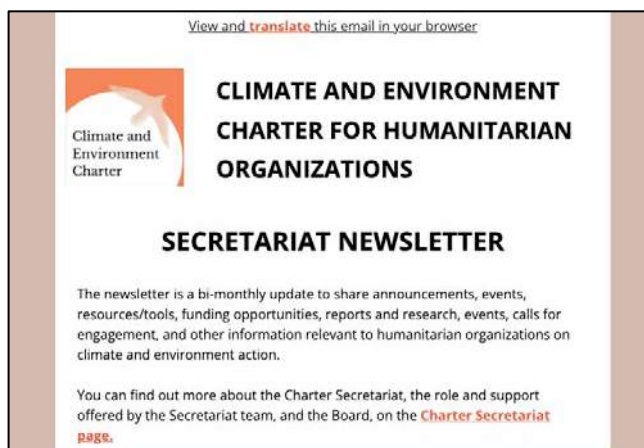 View and translate this email in your browser
Climate and
Environment
Charter
CLIMATE AND ENVIRONMENT
CHARTER FOR HUMANITARIAN
ORGANIZATIONS
SECRETARIAT NEWSLETTER
The newsletter is a bi-monthly update to share announcements, events,
resources/tools, funding opportunities, reports and research, events, calls for
engagement, and other information relevant to humanitarian organizations on
climate and environment action.
You can find out more about the Charter Secretariat, the role and support
offered by the Secretariat team, and the Board, on the Charter Secretariat
page.